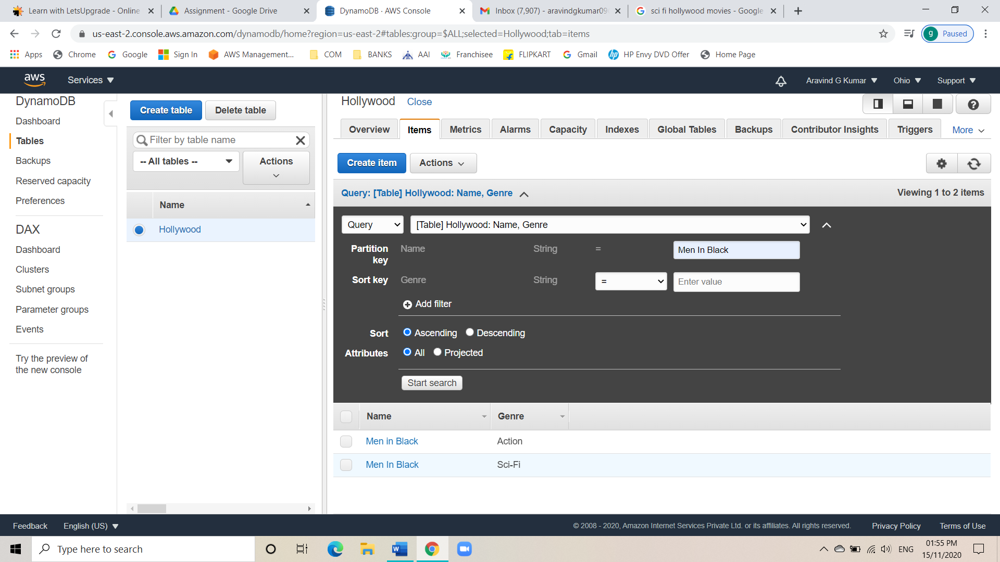 Learn with LetsUpgrade - Online
Assignment - Google Drive
DynamoDB · AWS Console
Inbox (7,907) - aravindgkumar09
sci fi hollywood movies - Google
us-east-2.console.aws.amazon.com/dynamodb/home?region=us-east-2#tables:group=$ALL;selected=Hollywood;tab=items
g Paused
Apps
Chrome
Google
Sign In
AWS Management...
COM
BANKS
AAI
Franchisee
FLIPKART
Gmail
HP Envy DVD Offer
Home Page
aws
Services
Aravind G Kumar
Ohio
Support
DynamoDB
Dashboard
Tables
Backups
Reserved capacity
Preferences
DAX
Dashboard
Clusters
Subnet groups
Parameter groups
Events
Try the preview of
the new console
Create table
Delete table
Filter by table name
-- All tables --
Actions
Name
Hollywood
Hollywood Close
Overview
Items
Metrics
Alarms
Capacity
Indexes
Global Tables
Backups
Contributor Insights
Triggers
More
Create item
Actions
Query: [Table] Hollywood: Name, Genre
Viewing 1 to 2 items
Query
[Table] Hollywood: Name, Genre
Partition
key
Name String = Men In Black
Sort key Genre String = Enter value
Add filter
Sort Ascending Descending
Attributes All Projected
Start search
Name Genre
Men in Black Action
Men In Black Sci-Fi
Feedback
English (US)
© 2008 - 2020, Amazon Internet Services Private Ltd. or its affiliates. All rights reserved.
Privacy Policy
Terms of Use
Type here to search
ENG
01:55 PM
15/11/2020